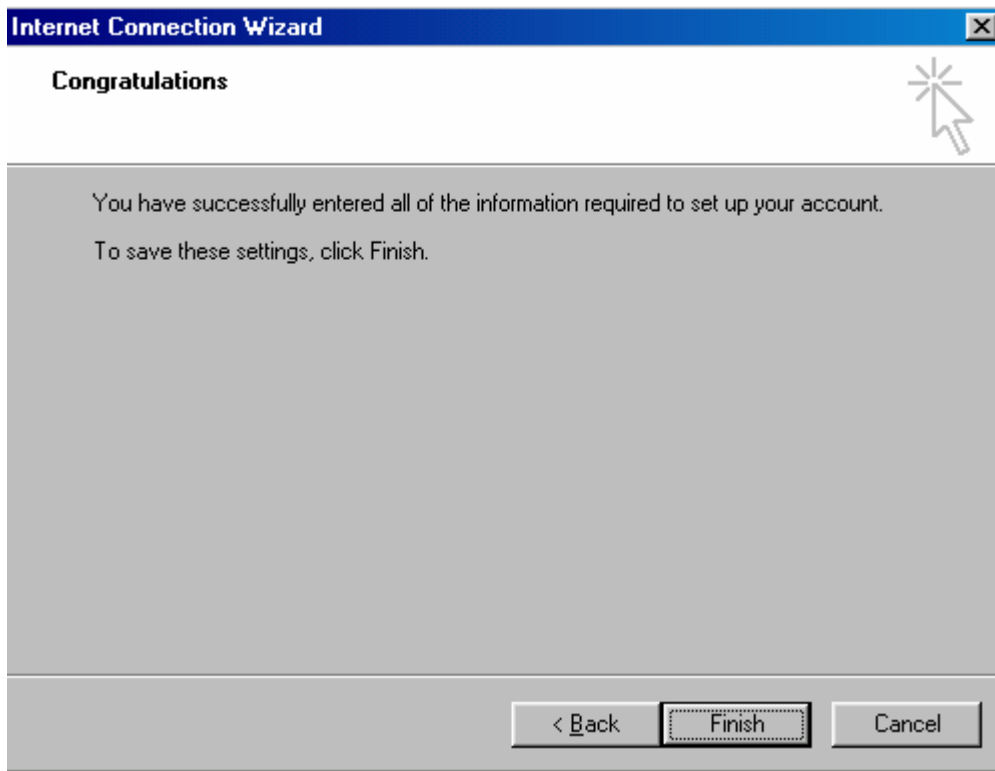 Internet Connection Wizard
Congratulations
You have successfully entered all of the information required to set up your account.
To save these settings, click Finish.
< Back
Finish
Cancel